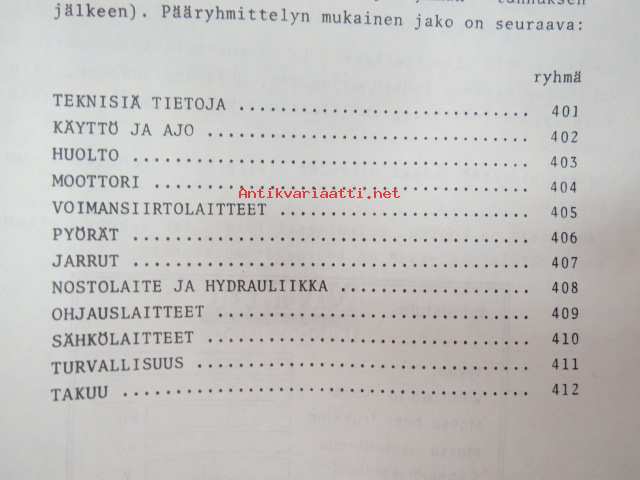 tunnuksen
jälkeen). Pääryhmittelyn mukainen jako on seuraava:
ryhmä
TEKNISIÄ TIETOJA .............................. 401
KÄYTTÖ JA AJO ................................. 402
HUOLTO ........................................ 403
MOOTTORI ...................................... 404
Antikvariaatti.net
VOIMANSIIRTOLAITTEET .......................... 405
PYÖRÄT ........................................ 406
JARRUT ........................................ 407
NOSTOLAITE JA HYDRAULIIKKA .................... 408
OHJAUSLAITTEET ................................ 409
SÄHKÖLAITTEET ................................. 410
TURVALLISUUS .................................. 411
TAKUU ......................................... 412